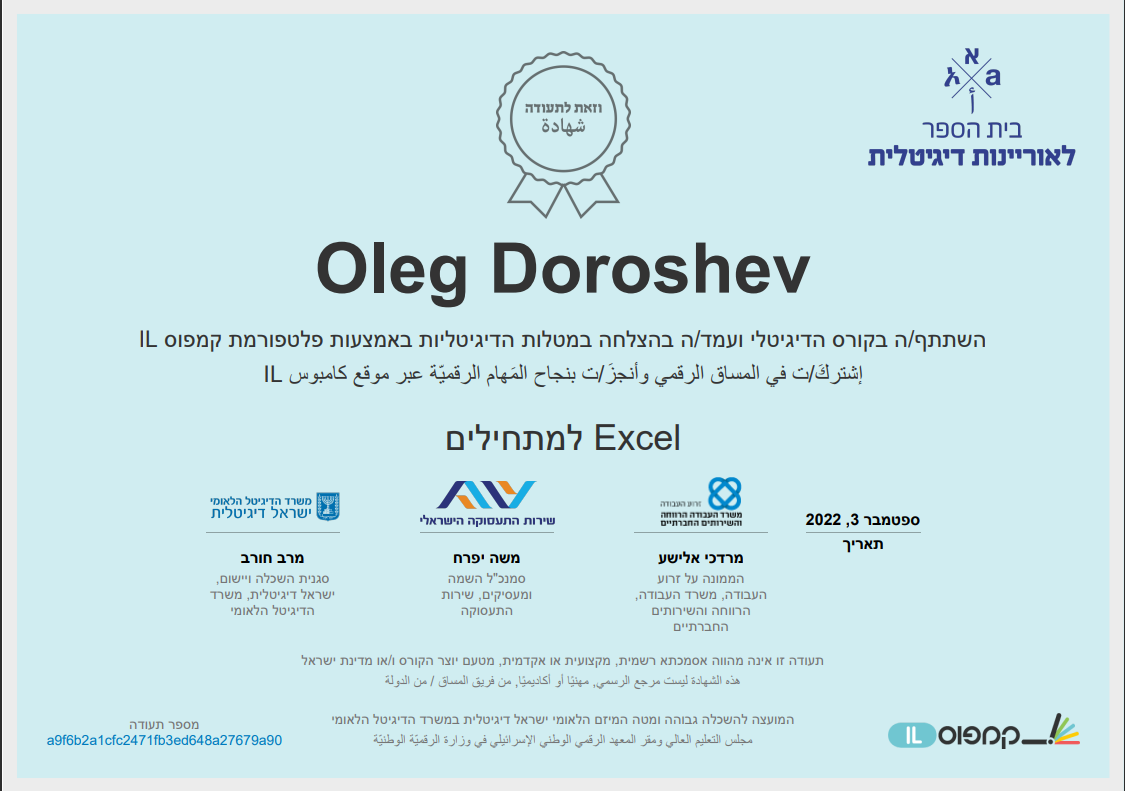 א
a
أ
בית הספר
לאוריינות דיגיטלית
וזאת לתעודה
شهادة
Oleg Doroshev
השתתף/ה בקורס הדיגיטלי ועמד/ה בהצלחה במטלות הדיגיטליות באמצעות פלטפורמת קמפוס IL
إشتركَ/ت في المساق الرقمي وأنجزَ/ت بنجاح المَهام الرقميّة عبر موقع كامبوس IL
Excel למתחילים
ספטמבר 3, 2022
תאריך
זרוע העבודה
משרד העבודה הרווחה
והשירותים החברתיים
מרדכי אלישע
הממונה על זרוע
העבודה, משרד העבודה,
הרווחה והשירותים
החברתיים
שירות התעסוקה הישראלי
משה יפרח
סמנכ"ל השמה
ומעסיקים, שירות
התעסוקה
משרד הדיגיטל הלאומי
ישראל דיגיטלית
מרב חורב
סגנית השכלה ויישום,
ישראל דיגיטלית, משרד
הדיגיטל הלאומי
תעודה זו אינה מהווה אסמכתא רשמית, מקצועית או אקדמית, מטעם יוצר הקורס ו/או מדינת ישראל
هذه الشهادة ليست مرجع الرسمي, مهنيًا أو أكاديميًا, من فريق المساق / من الدولة
קמפוס IL
המועצה להשכלה גבוהה ומטה המיזם הלאומי ישראל דיגיטלית במשרד הדיגיטל הלאומי
مجلس التعليم العالي ومقر المعهد الرقمي الوطني الإسرائيلي في وزارة الرقميّة الوطنيّة
מספר תעודה
a9f6b2a1cfc2471fb3ed648a27679a90